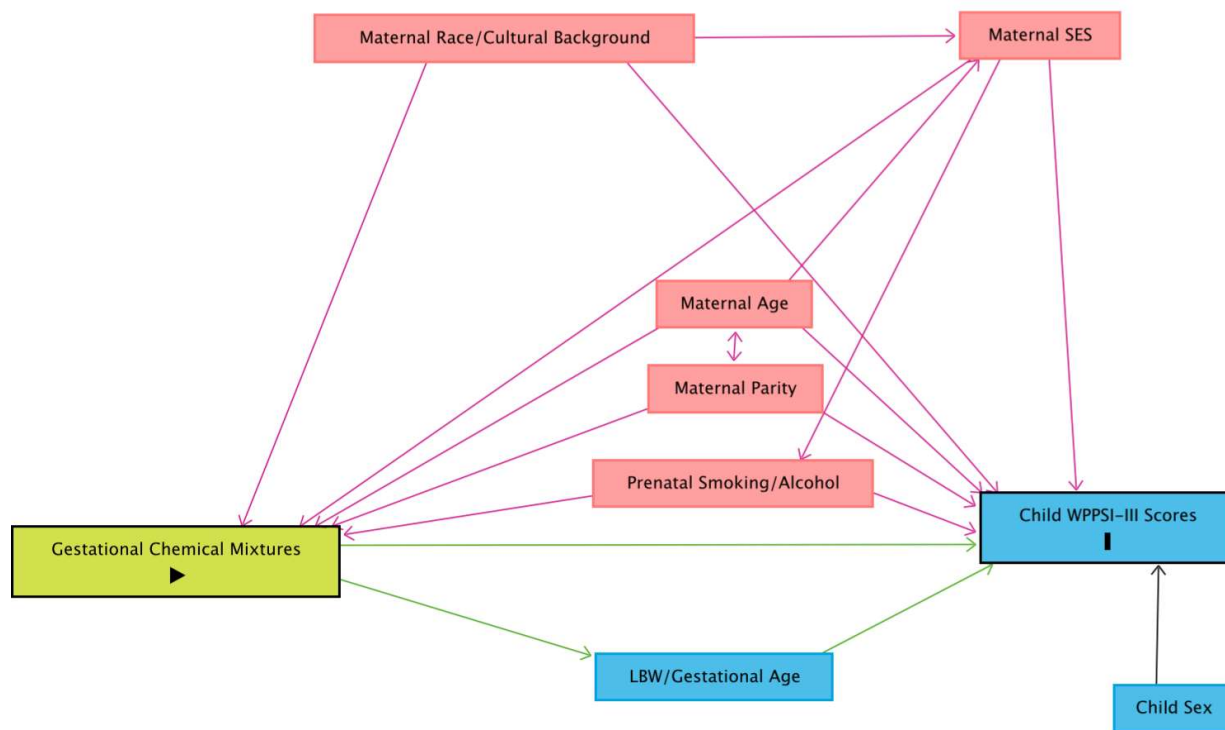 Maternal Race/Cultural Background
Maternal SES
Maternal Age
Maternal Parity
Prenatal Smoking/Alcohol
Child WPPSI-III Scores
Gestational Chemical Mixtures
LBW/Gestational Age
Child Sex